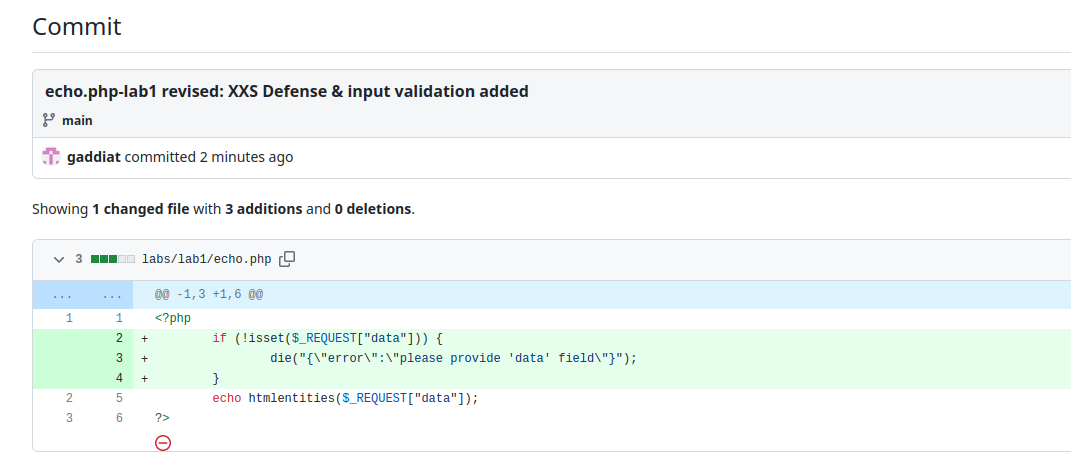 Commit
echo.php-lab1 revised: XXS Defense & input validation added
main
gaddiat committed 2 minutes ago
Showing 1 changed file with 3 additions and 0 deletions.
3 labs/lab1/echo.php
... ... @@ -1,3 +1,6 @@
1 1 <?php
2 + if (!isset($_REQUEST["data"])) {
3 + die("{\"error\":\"please provide 'data' field\"}");
4 + }
2 5 echo htmlentities($_REQUEST["data"]);
3 6 ?>